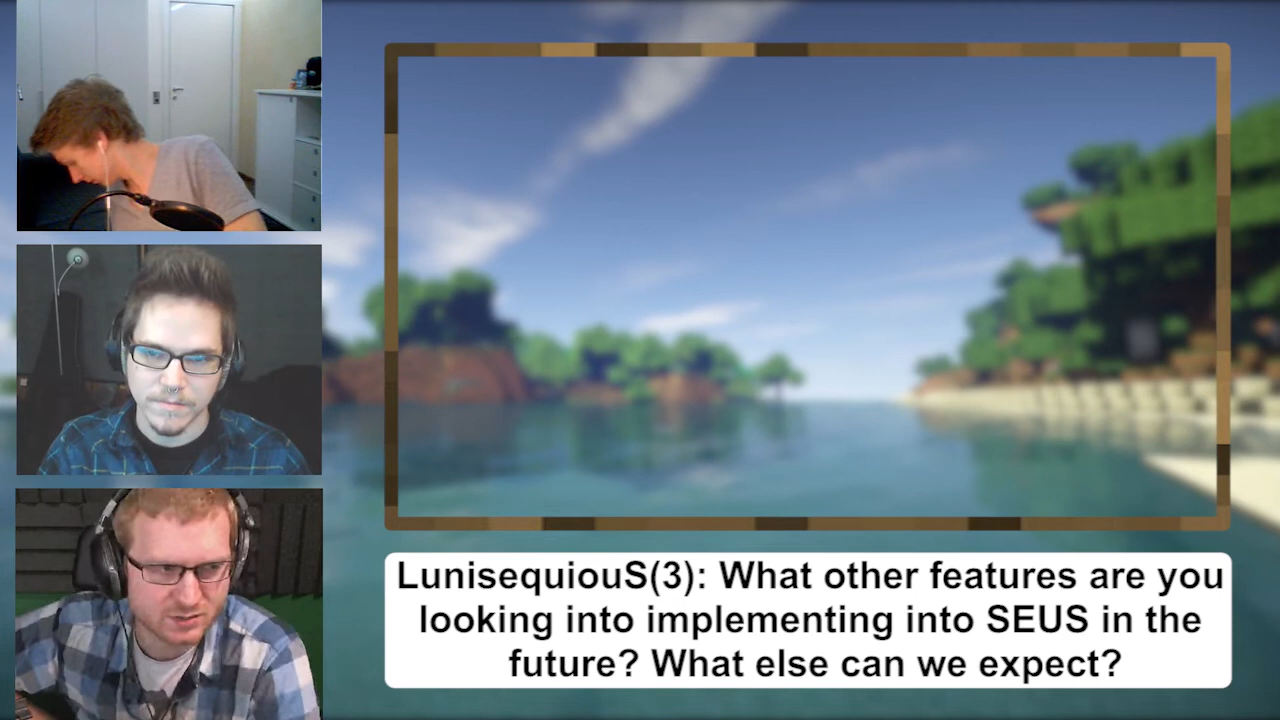 LunisequiouS(3): What other features are you
looking into implementing into SEUS in the
future? What else can we expect?